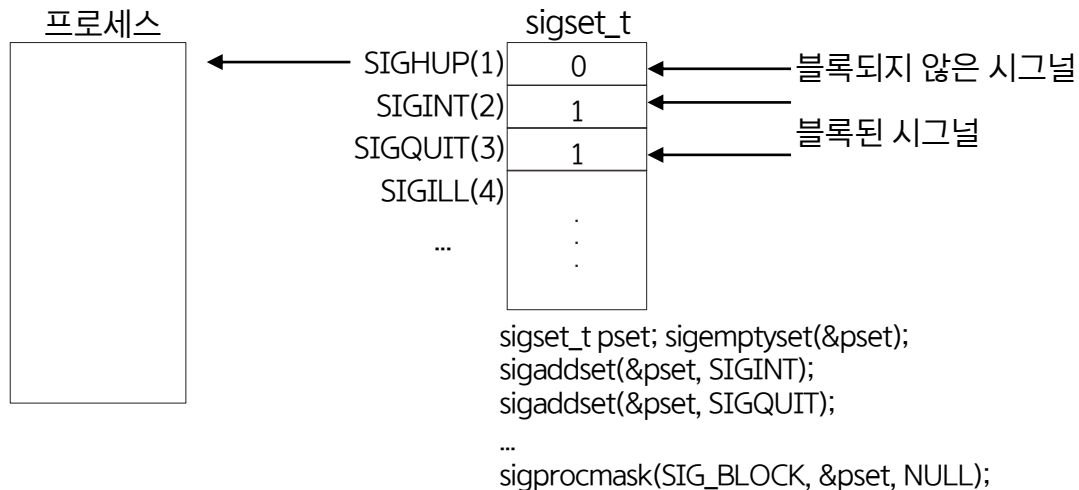 프로세스
sigset_t
SIGHUP(1)
0
블록되지 않은 시그널
SIGINT(2)
1
블록된 시그널
SIGQUIT(3)
1
SIGILL(4)
...
.
.
.
sigset_t pset; sigemptyset(&pset);
sigaddset(&pset, SIGINT);
sigaddset(&pset, SIGQUIT);
...
sigprocmask(SIG_BLOCK, &pset, NULL);